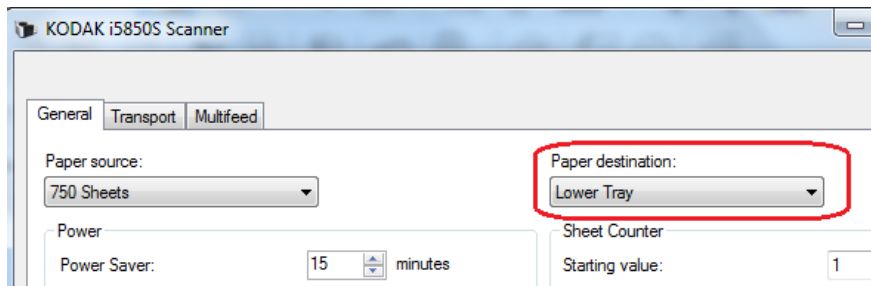 KODAK i5850S Scanner
General Transport Multifeed
Paper source: Paper destination:
750 Sheets Lower Tray
Power Sheet Counter
Power Saver: 15 minutes Starting value: 1